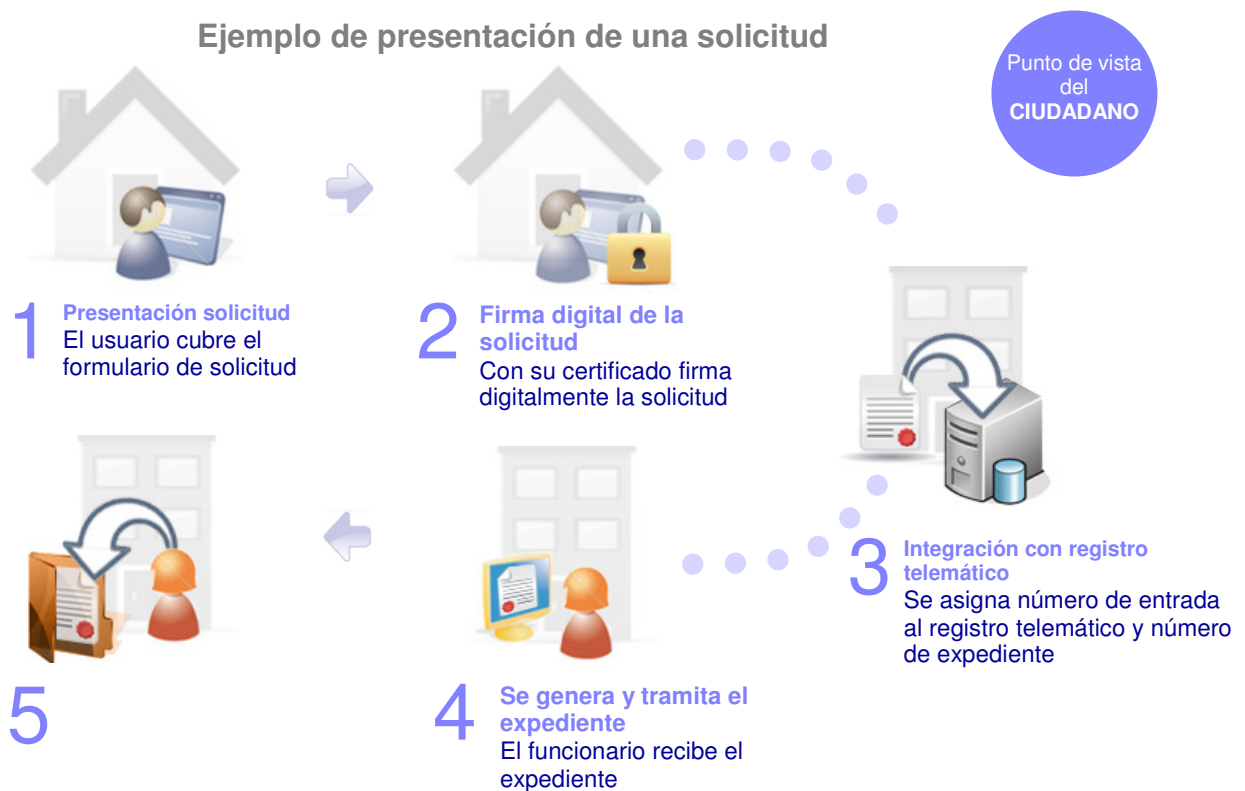 Ejemplo de presentación de una solicitud
Punto de vista
del
CIUDADANO
1
Presentación solicitud
El usuario cubre el
formulario de solicitud
2
Firma digital de la
solicitud
Con su certificado firma
digitalmente la solicitud
3
Integración con registro
telemático
Se asigna número de entrada
al registro telemático y número
de expediente
4
Se genera y tramita el
expediente
El funcionario recibe el
expediente
5